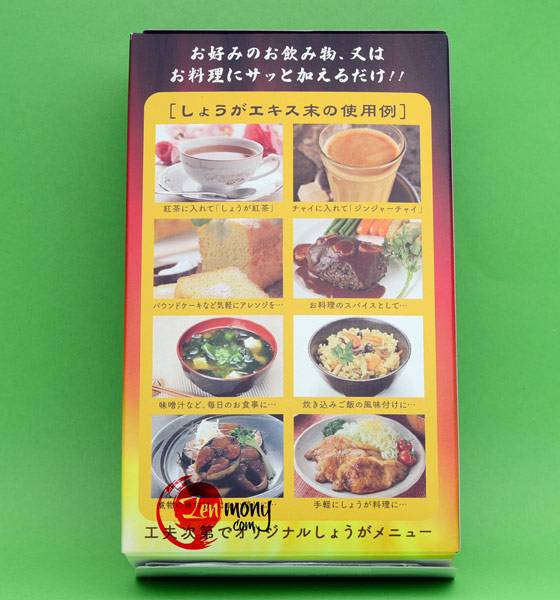 お好みのお飲み物、又は
お料理にサッと加えるだけ!!
[しょうがエキス末の使用例]
紅茶に入れて「しょうが紅茶」
チャイに入れて「ジンジャーチャイ」
パウンドケーキなど気軽にアレンジを…
お料理のスパイスとして…
味噌汁など、毎日のお食事に…
炊き込みご飯の風味付けに…
煮物
手軽にしょうが料理に…
Zenmony
.com
工夫次第でオリジナルしょうがメニュー